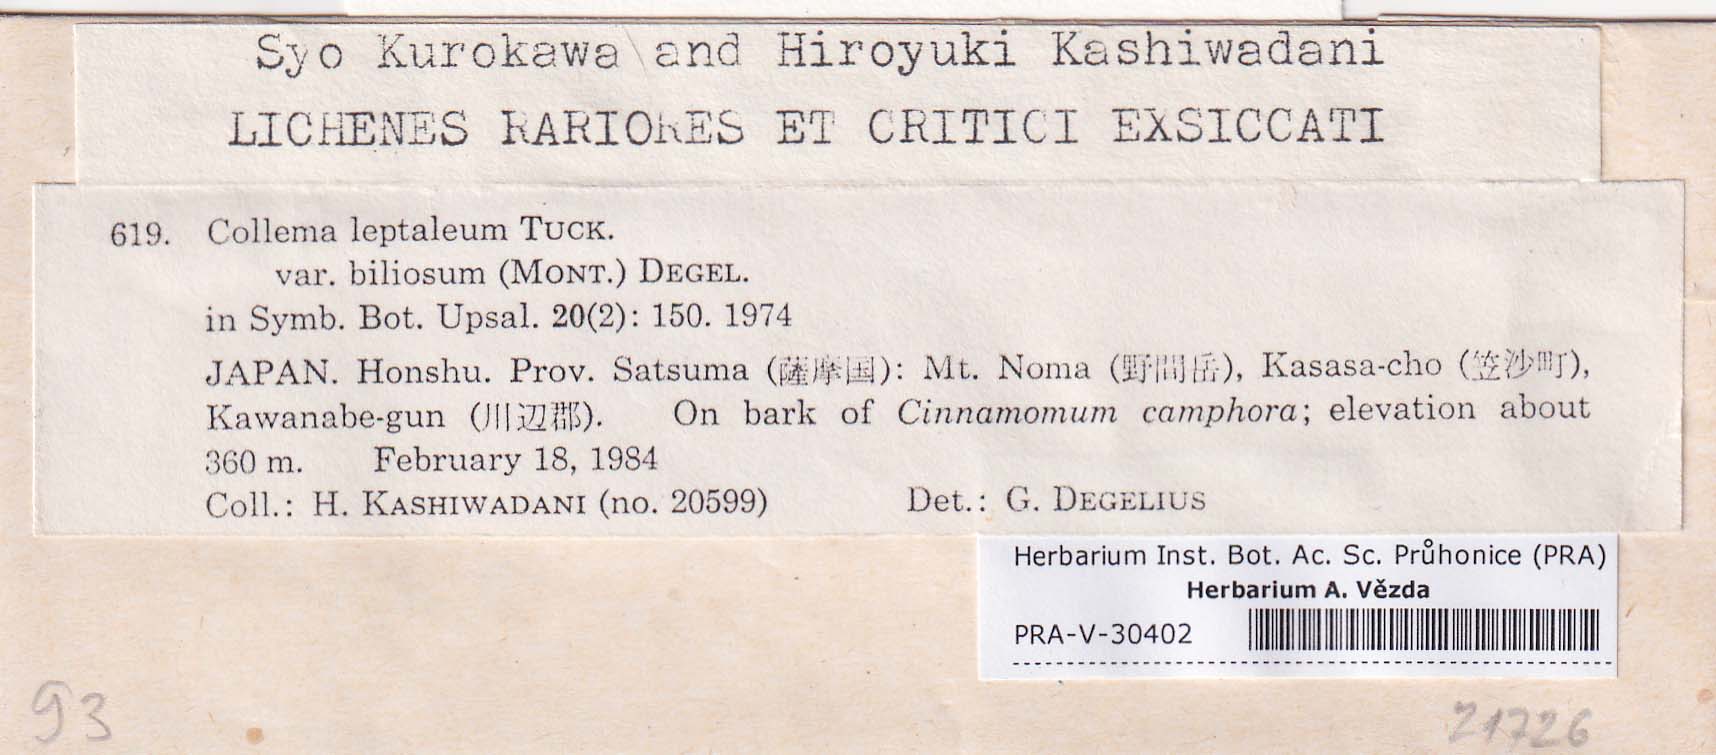 Syo Kurokawa and Hiroyuki Kashiwadani
LICHENES RARIORES ET CRITICI EXSICCATI
619. Collema leptaleum TUCK.
var. biliosum (MONT.) DEGEL.
in Symb. Bot. Upsal. 20(2): 150. 1974
JAPAN. Honshu. Prov. Satsuma (薩摩国): Mt. Noma (野間岳), Kasasa-cho (笠沙町),
Kawanabe-gun (川辺郡). On bark of Cinnamomum camphora; elevation about
360 m. February 18, 1984
Coll.: H. KASHIWADANI (no. 20599) Det.: G. DEGELIUS
Herbarium Inst. Bot. Ac. Sc. Průhonice (PRA)
Herbarium A. Vězda
PRA-V-30402
93
21726